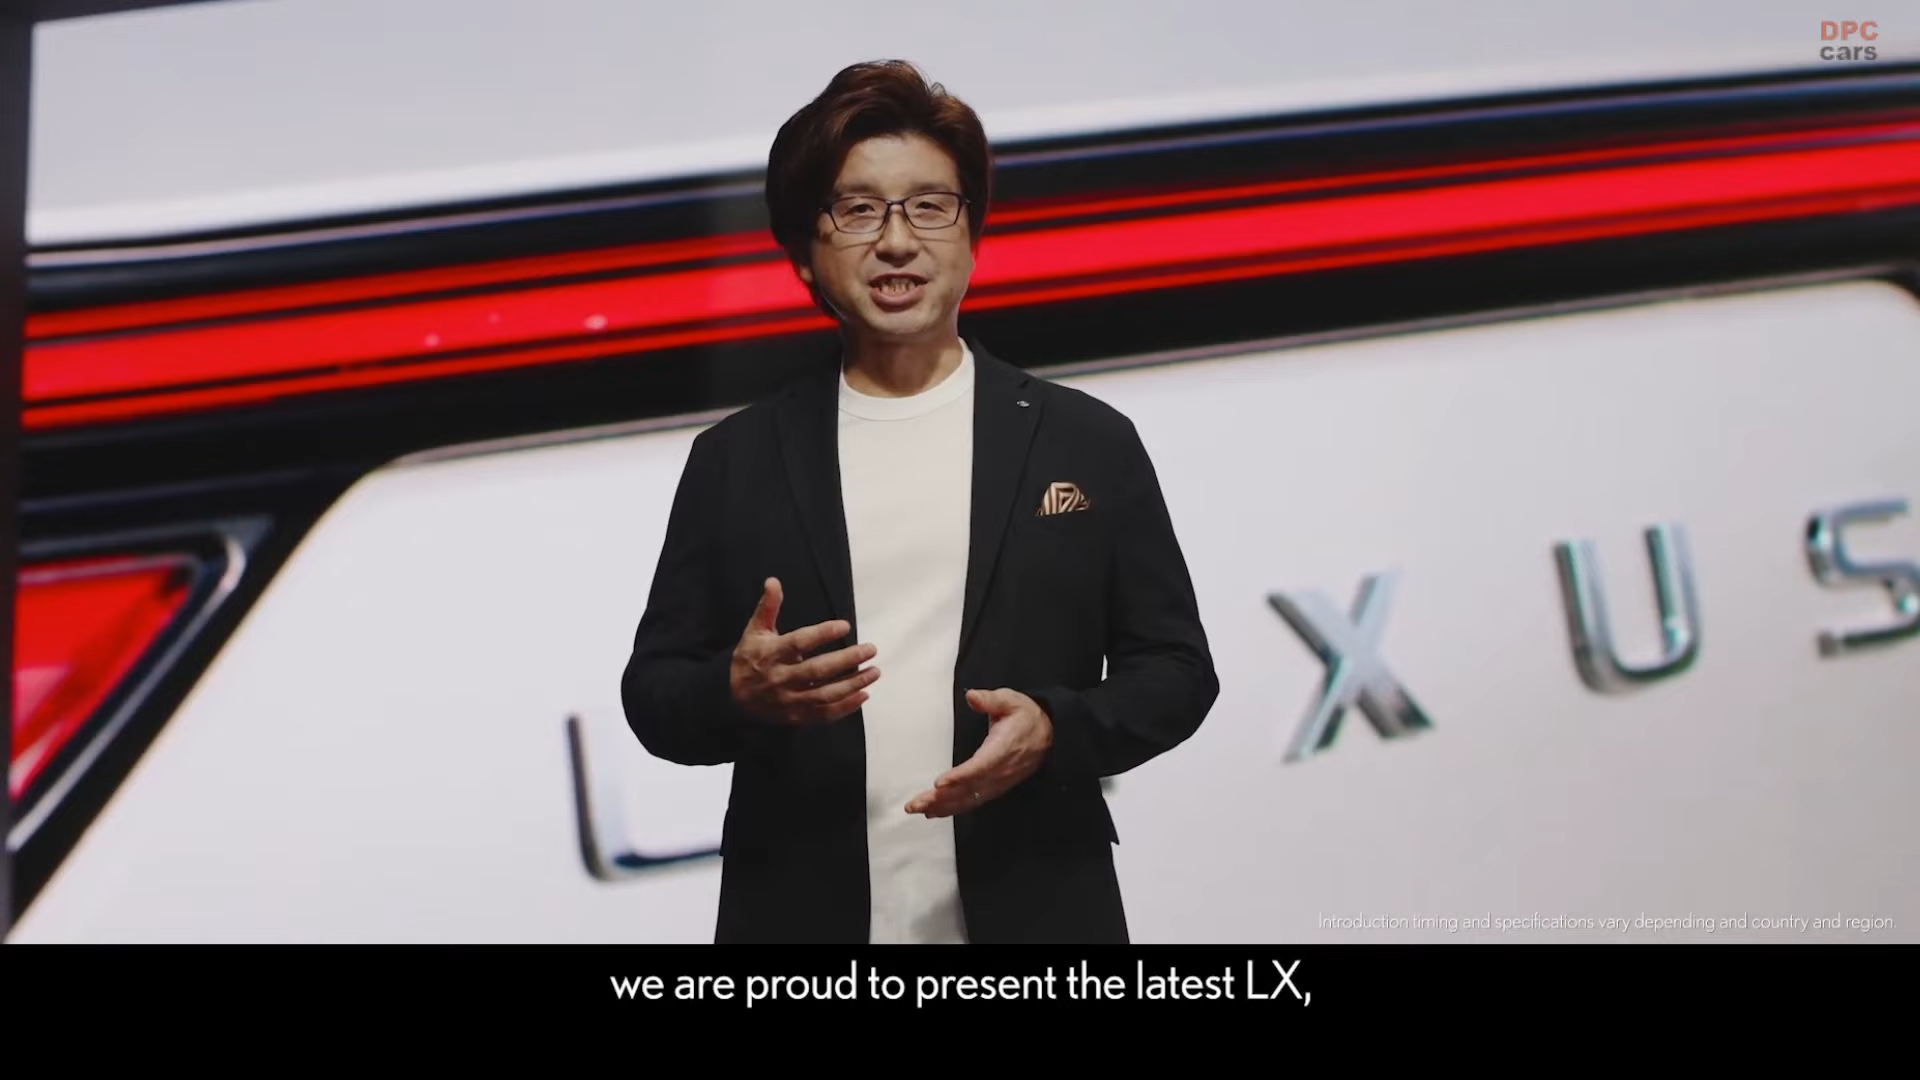 DPC
cars
L XUS
Introduction timing and specifications vary depending and country and region.
we are proud to present the latest LX,